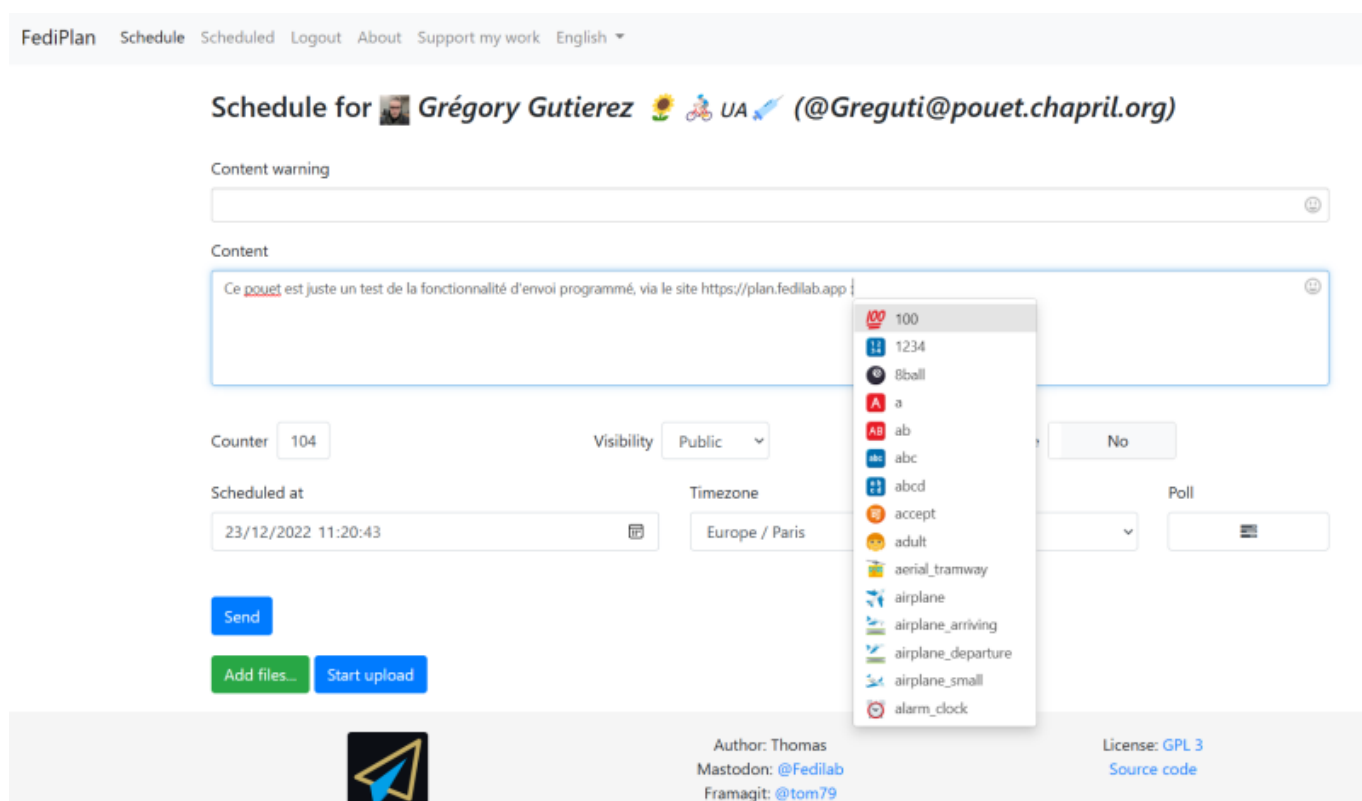 FediPlan Schedule Scheduled Logout About Support my work English
Schedule for Grégory Gutierez 🌻 🚴 UA 💉 (@Greguti@pouet.chapril.org)
Content warning
Content
Ce pouet est juste un test de la fonctionnalité d'envoi programmé, via le site https://plan.fedilab.app :
100
1234
8ball
a
ab
abc
abcd
accept
adult
aerial_tramway
airplane
airplane_arriving
airplane_departure
airplane_small
alarm_clock
Counter 104 Visibility Public No
Scheduled at Timezone Poll
23/12/2022 11:20:43 Europe / Paris
Send
Add files... Start upload
Author: Thomas License: GPL 3
Mastodon: @Fedilab Source code
Framagit: @tom79